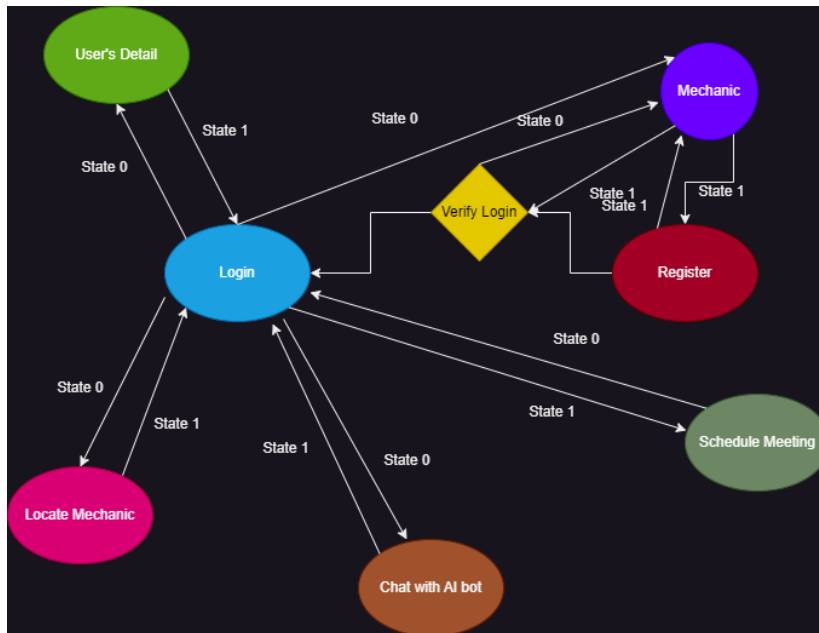 User's Detail
Mechanic
State 0
State 0
State 1
State 0
State 1
State 1
State 1
Verify Login
Login
Register
State 0
State 0
State 1
State 1
State 1
State 0
Schedule Meeting
Locate Mechanic
Chat with AI bot